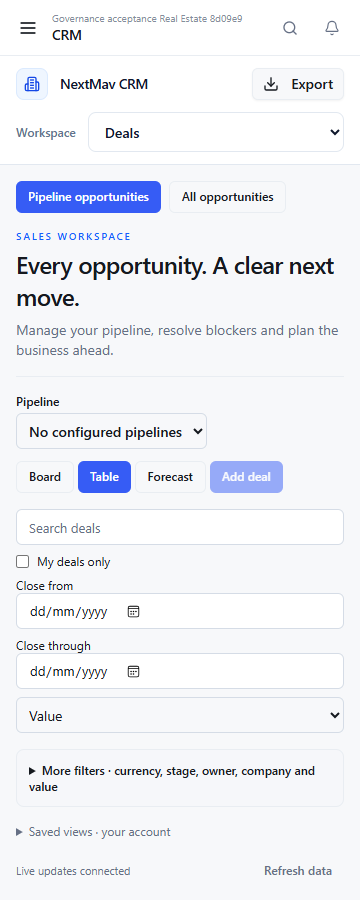 Governance acceptance Real Estate 8d09e9
CRM
NextMav CRM
Export
Workspace
Deals
Pipeline opportunities
All opportunities
SALES WORKSPACE
Every opportunity. A clear next
move.
Manage your pipeline, resolve blockers and plan the
business ahead.
Pipeline
No configured pipelines
Board
Table
Forecast
Add deal
Search deals
My deals only
Close from
dd/mm/yyyy
Close through
dd/mm/yyyy
Value
More filters · currency, stage, owner, company and
value
Saved views · your account
Live updates connected
Refresh data